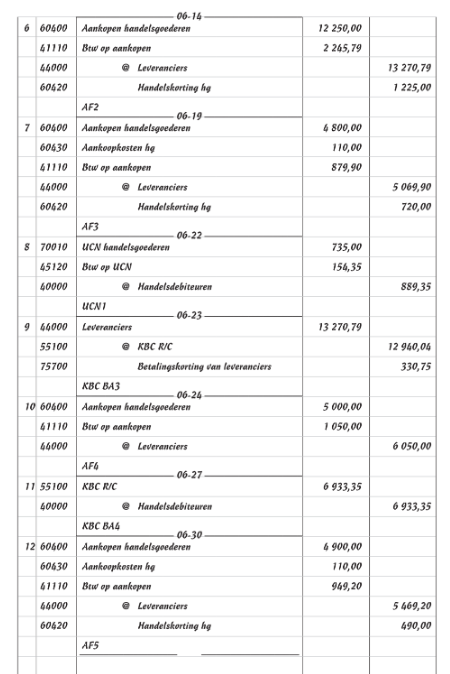 06-14
6 60400 Aankopen handelsgoederen 12 250,00
41110 Btw op aankopen 2 245,79
44000 @ Leveranciers 13 270,79
60420 Handelskorting hg 1 225,00
AF2
06-19
7 60400 Aankopen handelsgoederen 4 800,00
60430 Aankoopkosten hg 110,00
41110 Btw op aankopen 879,90
44000 @ Leveranciers 5 069,90
60420 Handelskorting hg 720,00
AF3
06-22
8 70010 UCN handelsgoederen 735,00
45120 Btw op UCN 154,35
40000 @ Handelsdebiteuren 889,35
UCN1
06-23
9 44000 Leveranciers 13 270,79
55100 @ KBC R/C 12 940,04
75700 Betalingskorting van leveranciers 330,75
KBC BA3
06-24
10 60400 Aankopen handelsgoederen 5 000,00
41110 Btw op aankopen 1 050,00
44000 @ Leveranciers 6 050,00
AF4
06-27
11 55100 KBC R/C 6 933,35
40000 @ Handelsdebiteuren 6 933,35
KBC BA4
06-30
12 60400 Aankopen handelsgoederen 4 900,00
60430 Aankoopkosten hg 110,00
41110 Btw op aankopen 949,20
44000 @ Leveranciers 5 469,20
60420 Handelskorting hg 490,00
AF5